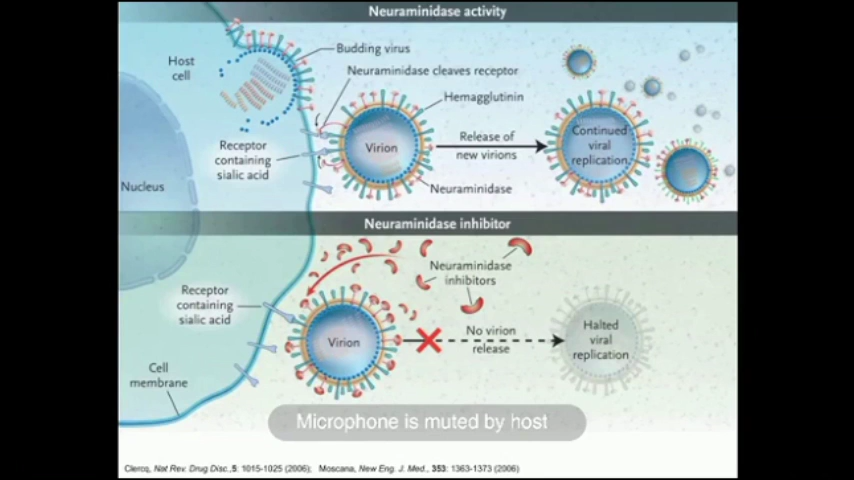 Neuraminidase activity
Budding virus
Host
cell
Neuraminidase cleaves receptor
Hemagglutinin
Receptor
containing
sialic acid
Virion
Release of
new virions
Continued
viral
replication
Nucleus
Neuraminidase
Neuraminidase inhibitor
Neuraminidase
inhibitors
Receptor
containing
sialic acid
Virion
No virion
release
Halted
viral
replication
Cell
membrane
Microphone is muted by host
Clercq, Nat Rev. Drug Disc.,5: 1015-1025 (2006); Moscana, New Eng. J. Med., 353: 1363-1373 (2006)